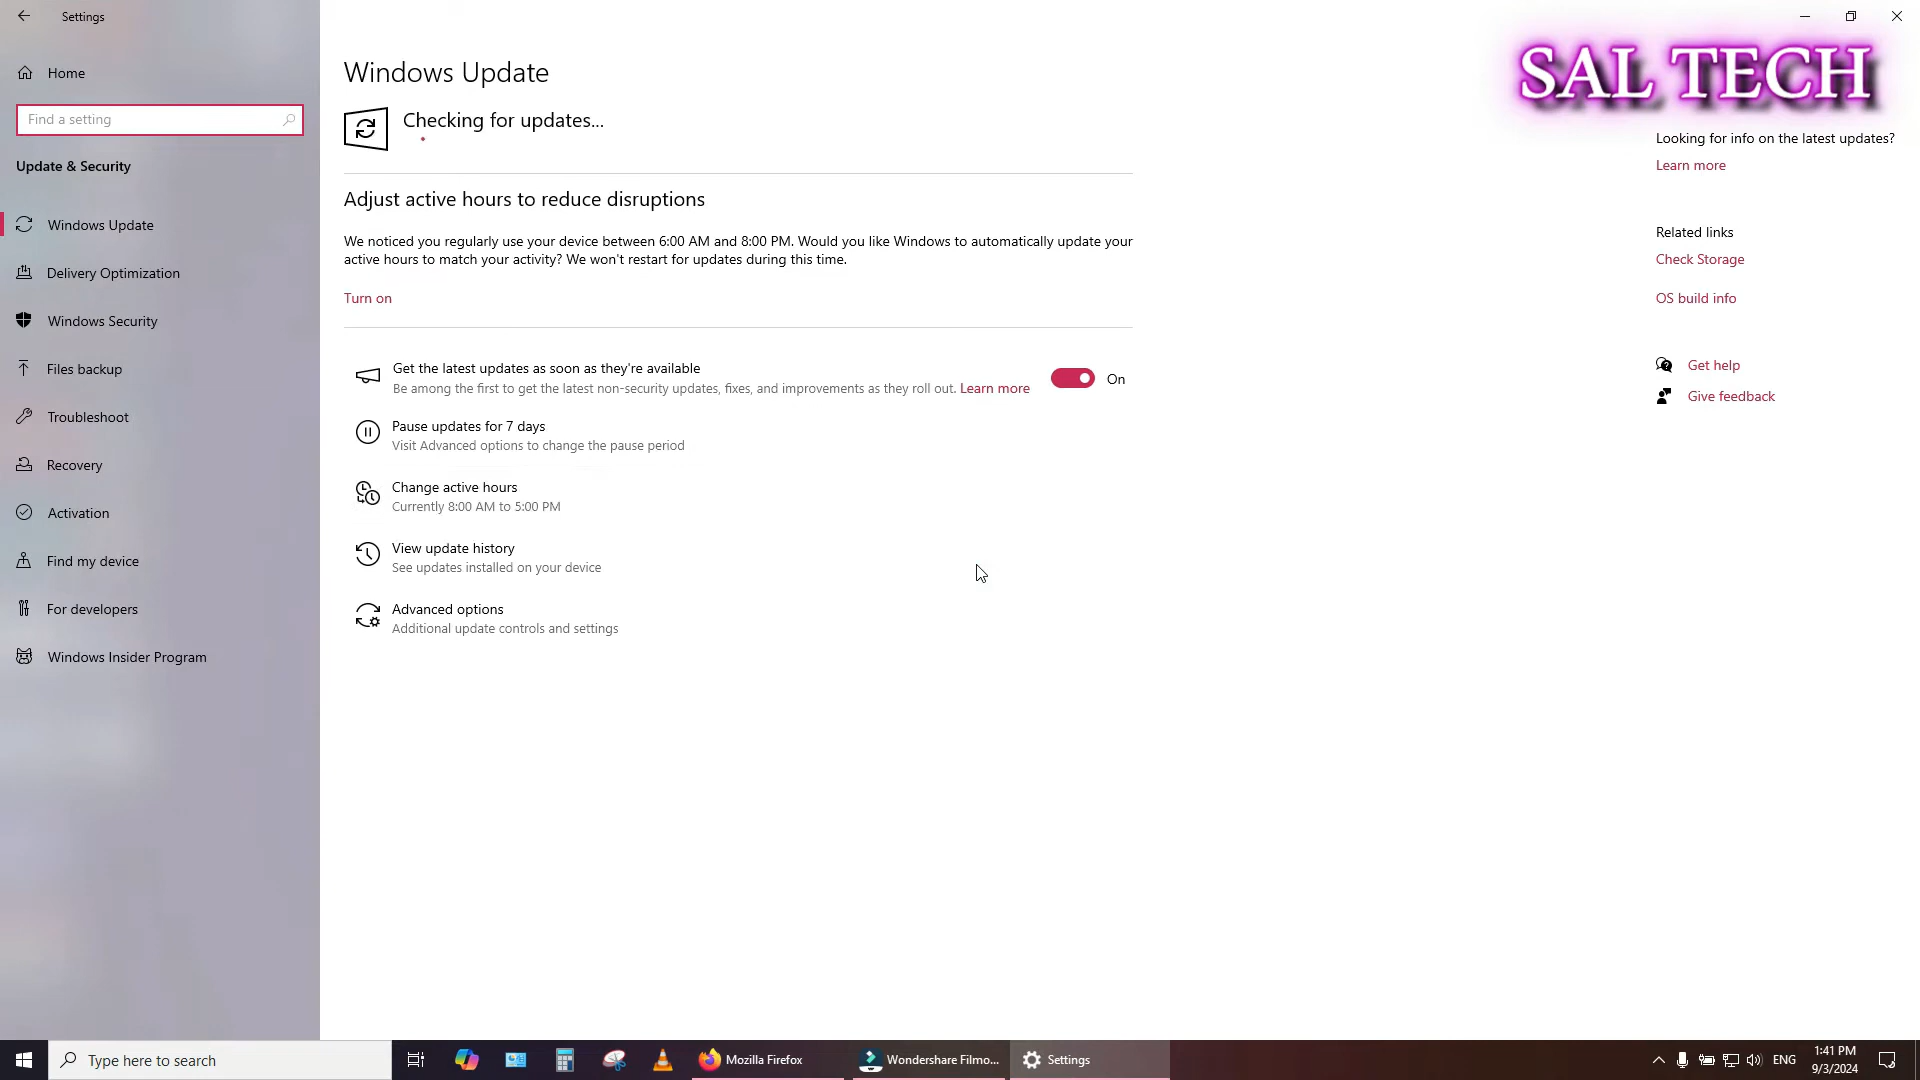 Settings
SAL TECH
Home
Find a setting
Update & Security
Windows Update
Delivery Optimization
Windows Security
Files backup
Troubleshoot
Recovery
Activation
Find my device
For developers
Windows Insider Program
Windows Update
Checking for updates...
Adjust active hours to reduce disruptions
We noticed you regularly use your device between 6:00 AM and 8:00 PM. Would you like Windows to automatically update your
active hours to match your activity? We won't restart for updates during this time.
Turn on
Get the latest updates as soon as they're available
Be among the first to get the latest non-security updates, fixes, and improvements as they roll out. Learn more
On
Pause updates for 7 days
Visit Advanced options to change the pause period
Change active hours
Currently 8:00 AM to 5:00 PM
View update history
See updates installed on your device
Advanced options
Additional update controls and settings
Looking for info on the latest updates?
Learn more
Related links
Check Storage
OS build info
Get help
Give feedback
Type here to search
Mozilla Firefox
Wondershare Filmo...
Settings
ENG
1:41 PM
9/3/2024